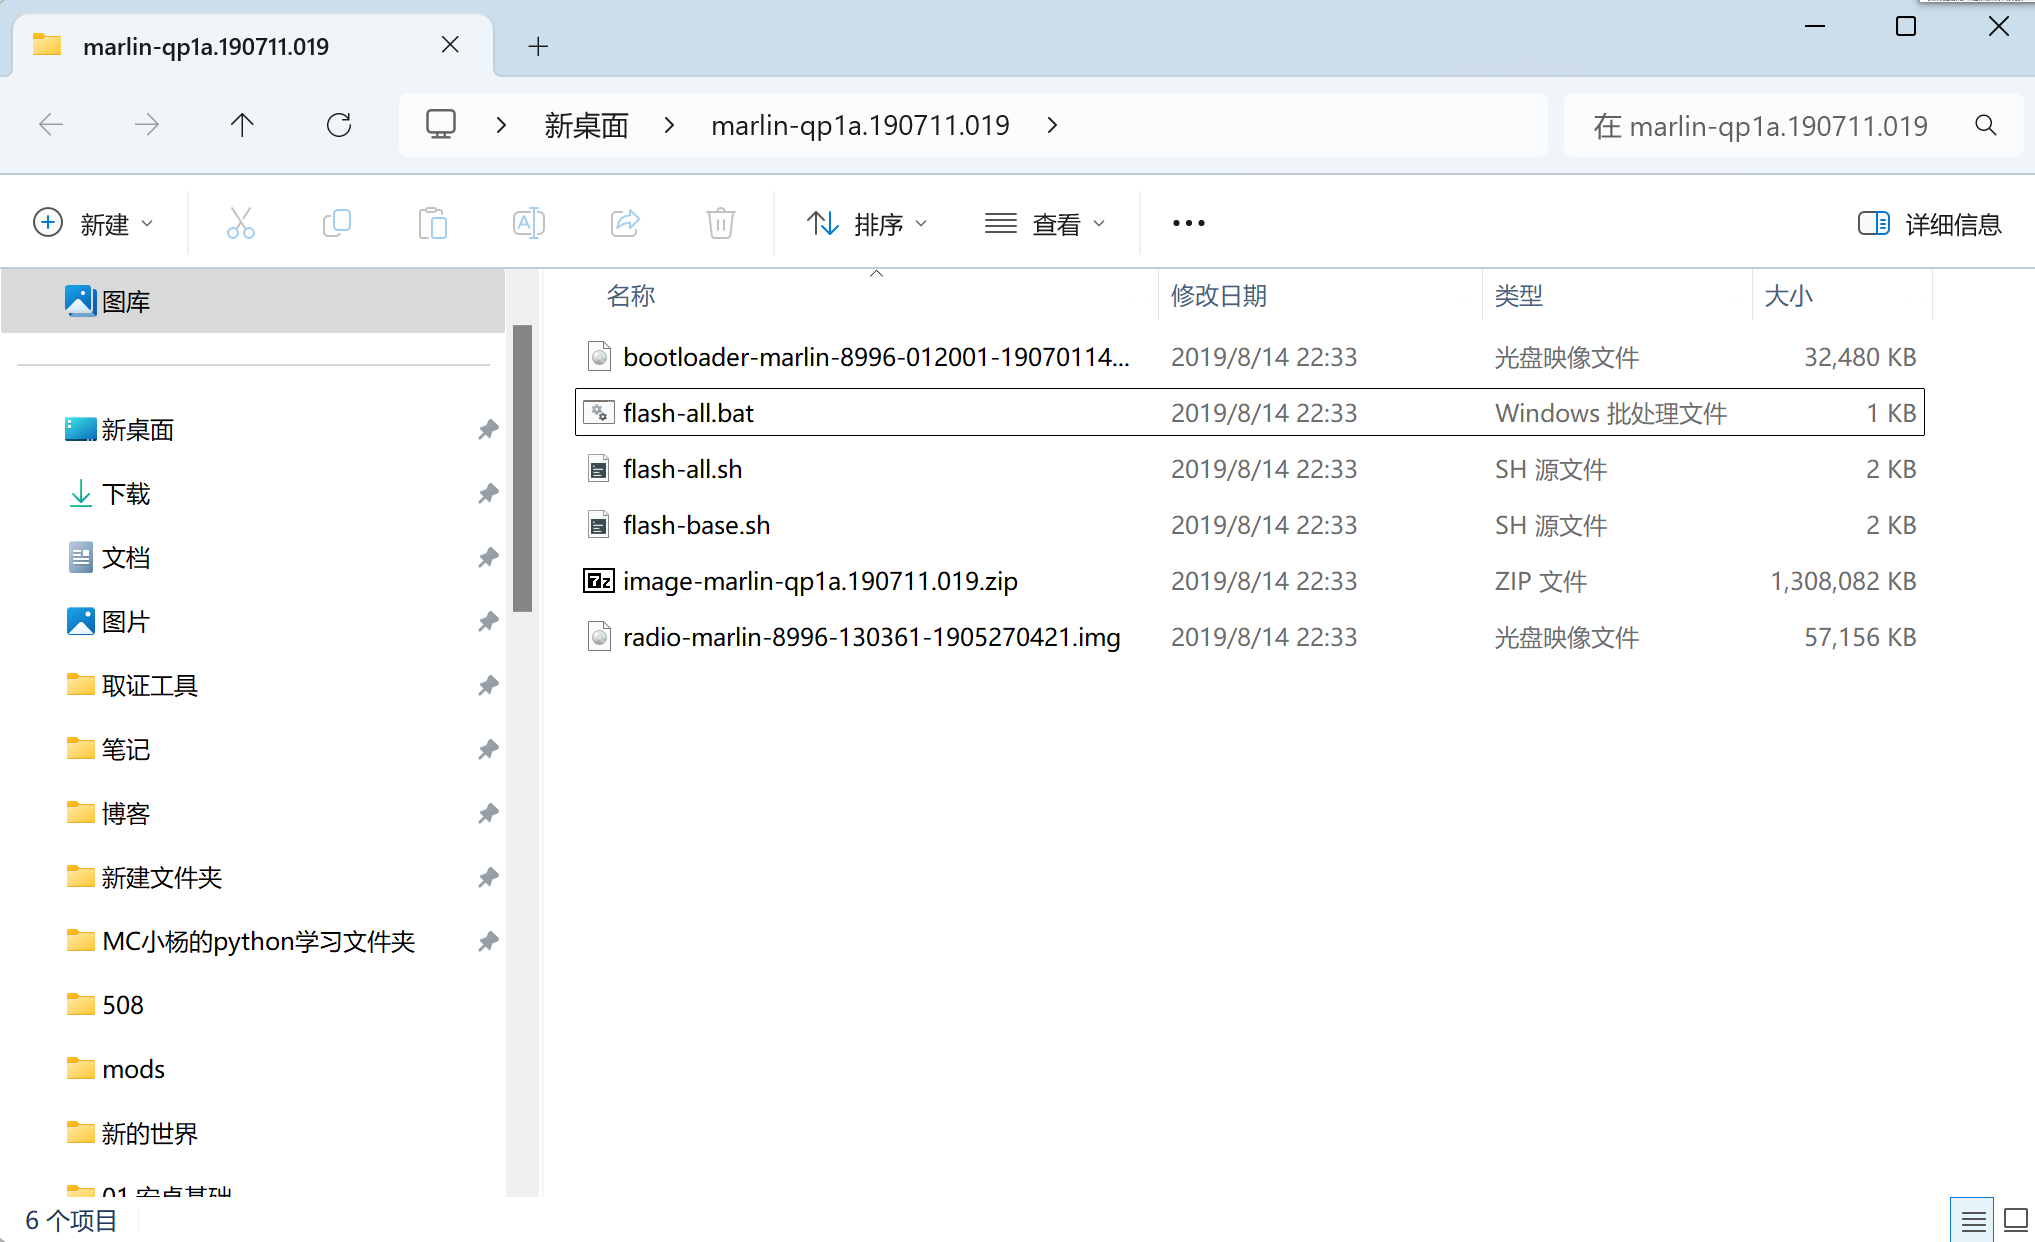 marlin-qp1a.190711.019
新桌面 marlin-qp1a.190711.019
在 marlin-qp1a.190711.019
新建 排序 查看 详细信息
图库
新桌面
下载
文档
图片
取证工具
笔记
博客
新建文件夹
MC小杨的python学习文件夹
508
mods
新的世界
01 安卓基础
名称 修改日期 类型 大小
bootloader-marlin-8996-012001-19070114... 2019/8/14 22:33 光盘映像文件 32,480 KB
flash-all.bat 2019/8/14 22:33 Windows 批处理文件 1 KB
flash-all.sh 2019/8/14 22:33 SH 源文件 2 KB
flash-base.sh 2019/8/14 22:33 SH 源文件 2 KB
image-marlin-qp1a.190711.019.zip 2019/8/14 22:33 ZIP 文件 1,308,082 KB
radio-marlin-8996-130361-1905270421.img 2019/8/14 22:33 光盘映像文件 57,156 KB
6 个项目